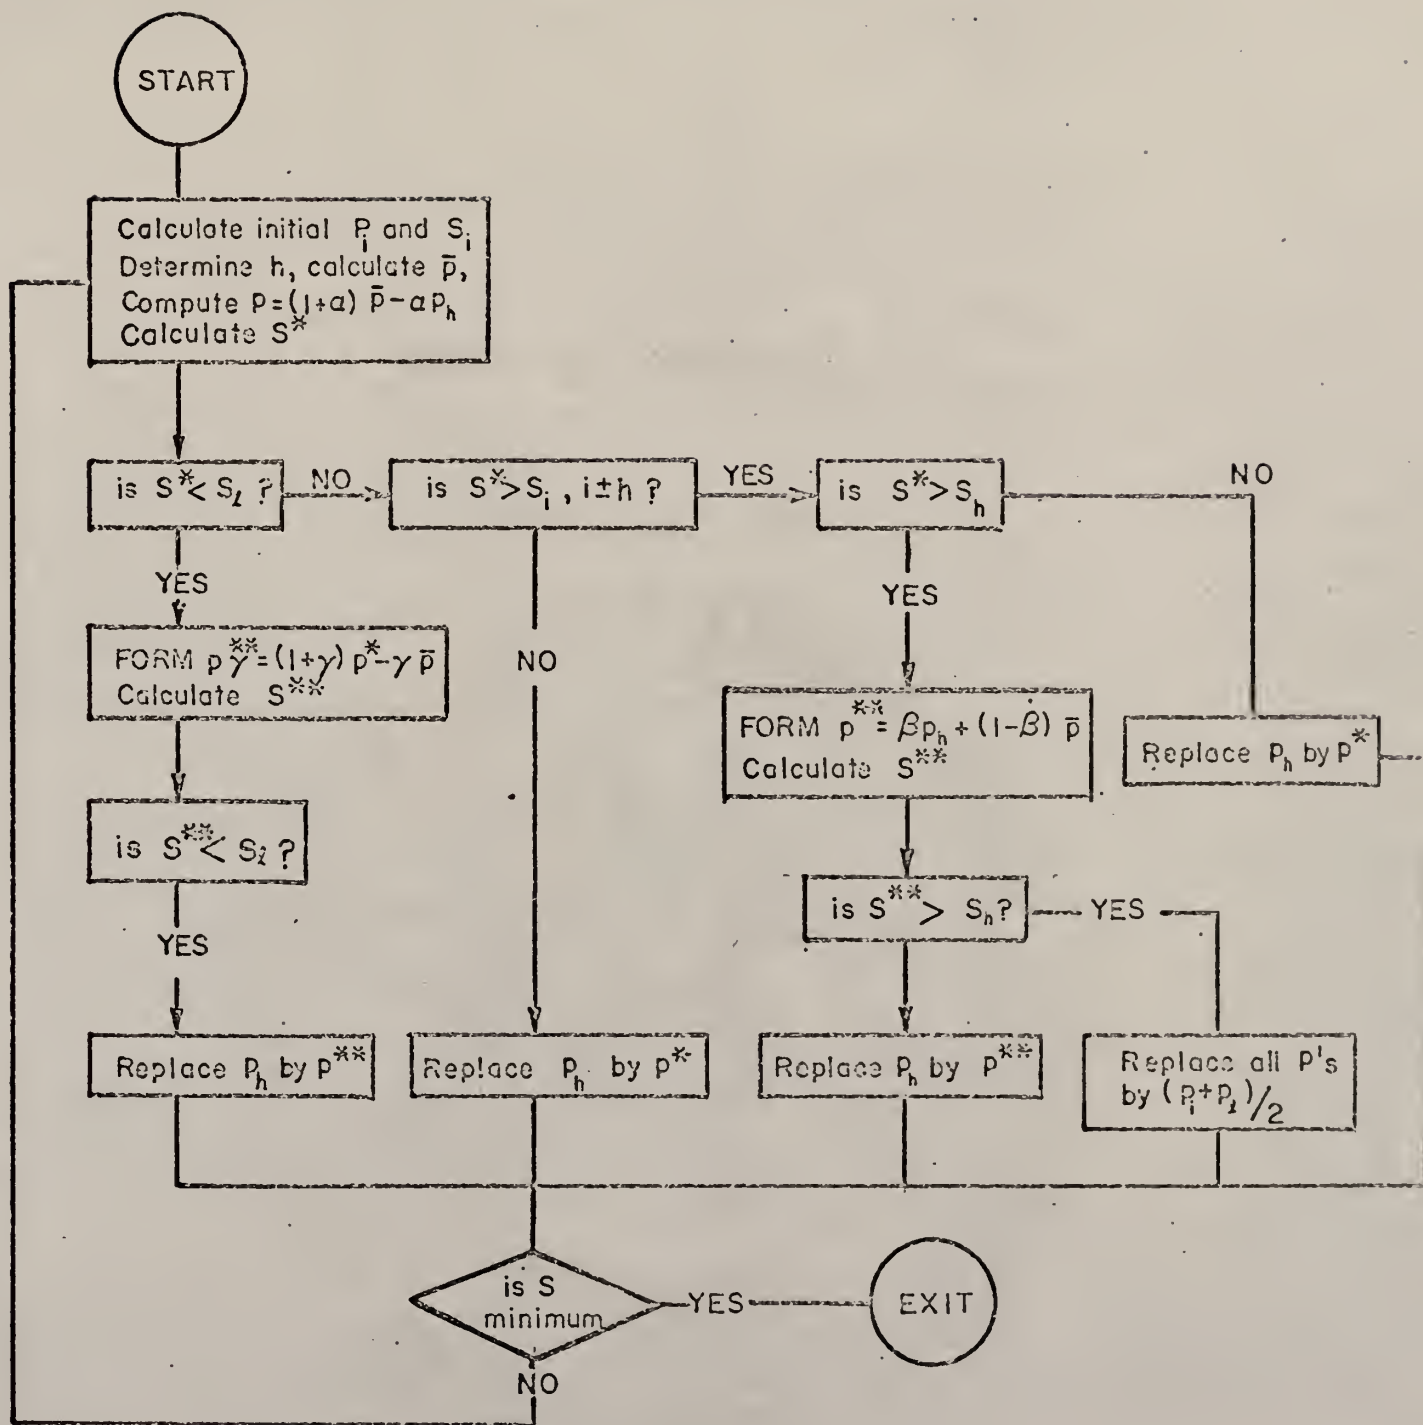 START
Calculate initial P_i and S_i
Determine h, calculate p̄,
Compute P=(1+α) p̄-αp_h
Calculate S*
is S*< S_ℓ ?
NO
is S*>S_i , i±h ?
YES
is S*>S_h
NO
YES
YES
NO
FORM p**γ=(1+γ) p*-γ p̄
Calculate S**
FORM p**= βp_h+(1-β) p̄
Calculate S**
Replace P_h by P*
is S**< S_ℓ ?
is S**> S_h?
YES
YES
Replace P_h by P**
Replace P_h by P*
Replace P_h by P**
Replace all P's
by (P_i+P_ℓ)/2
is S
minimum
YES
EXIT
NO